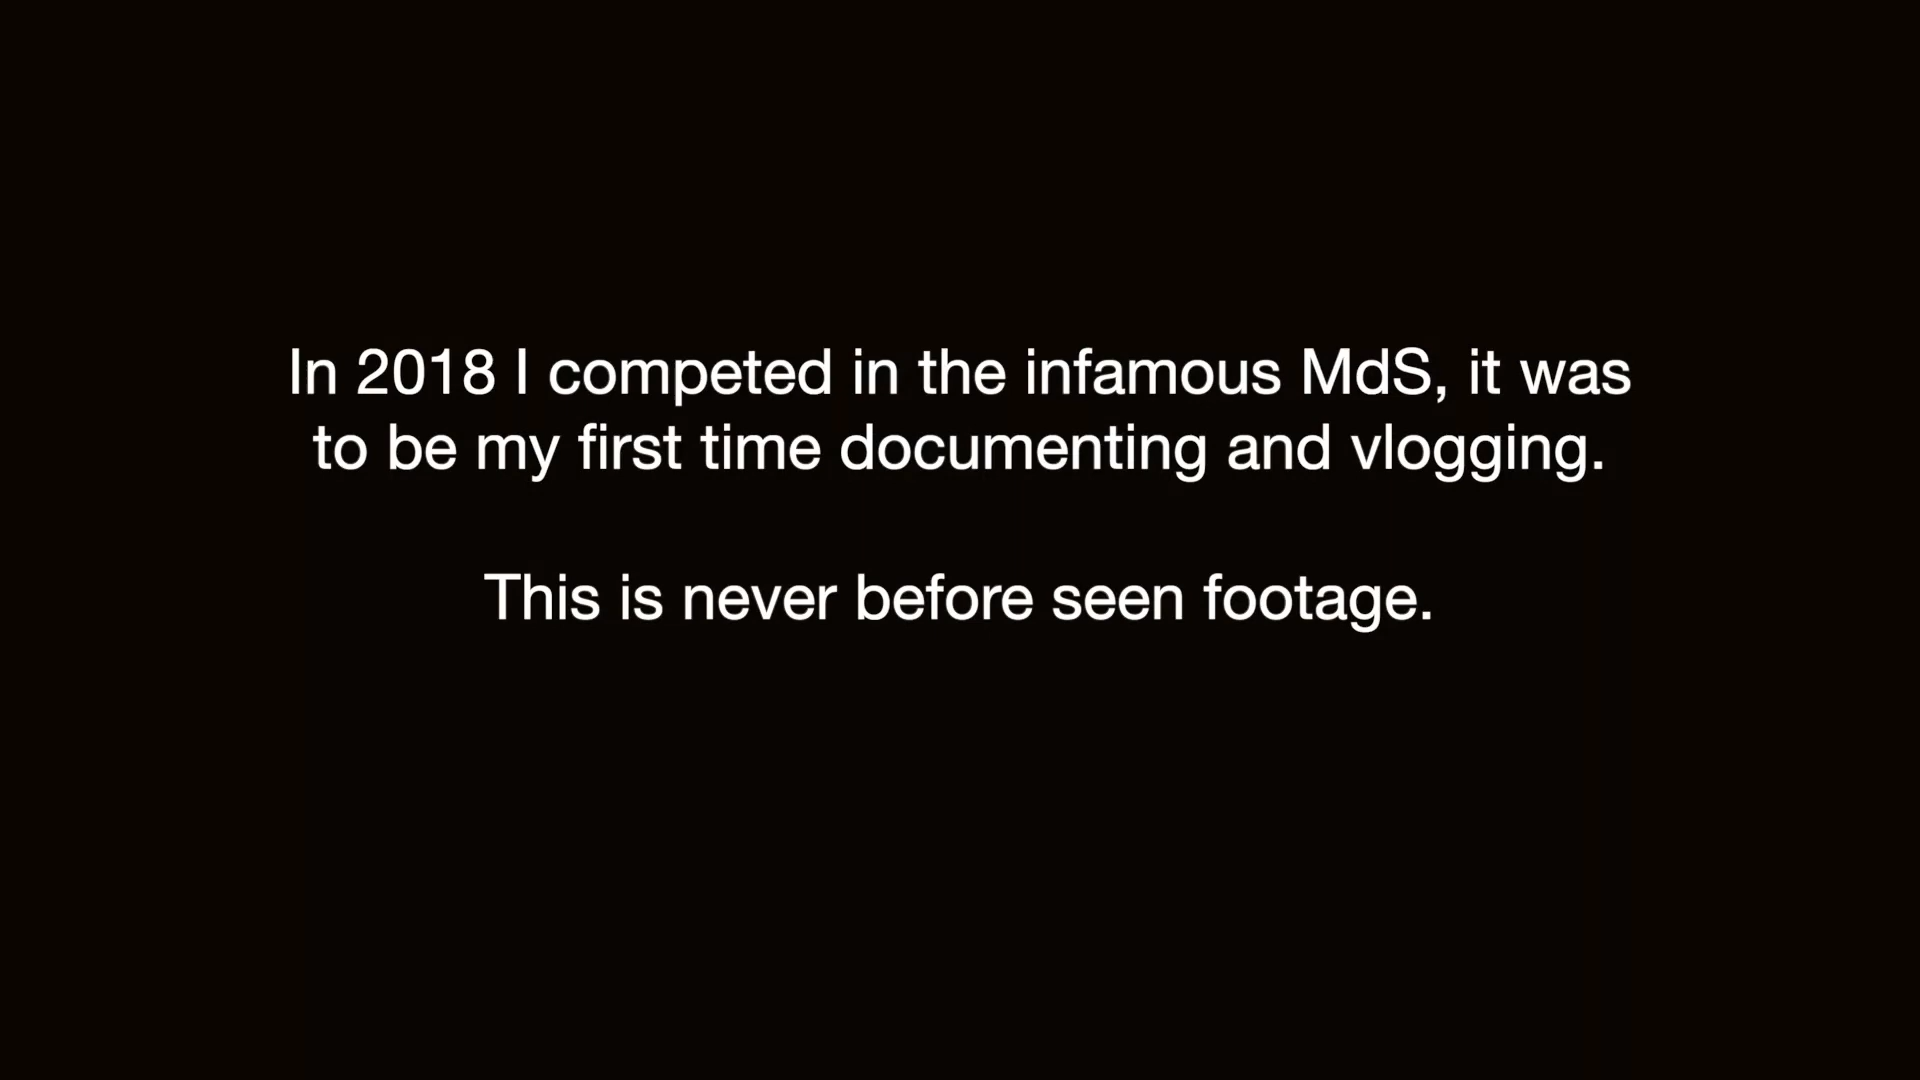 In 2018 I competed in the infamous MdS, it was
to be my first time documenting and vlogging.
This is never before seen footage.